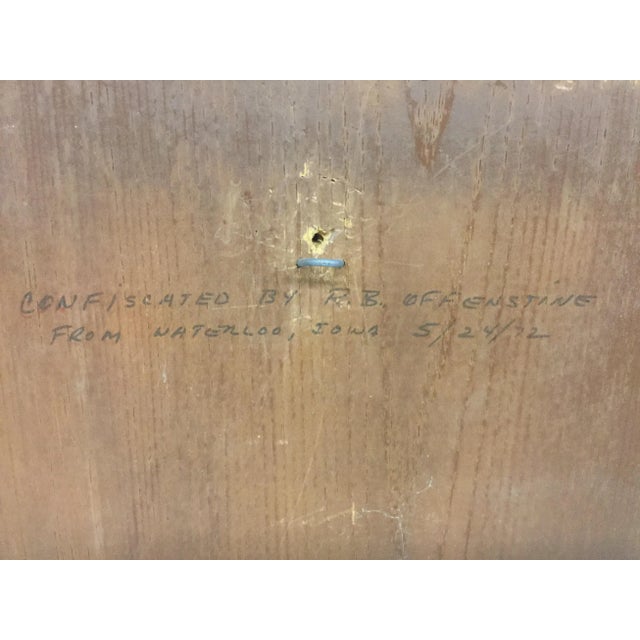 CONFISCATED BY R.B. OFFENSTINE
FROM WATERLOO, IOWA 5/24/72